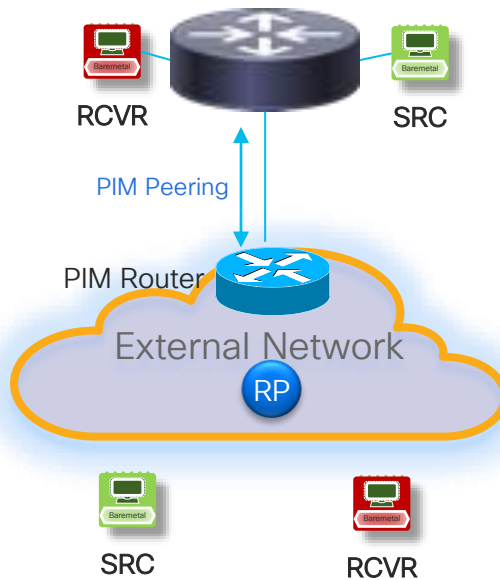 Baremetal
Baremetal
RCVR
SRC
PIM Peering
PIM Router
External Network
RP
Baremetal
Baremetal
SRC
RCVR